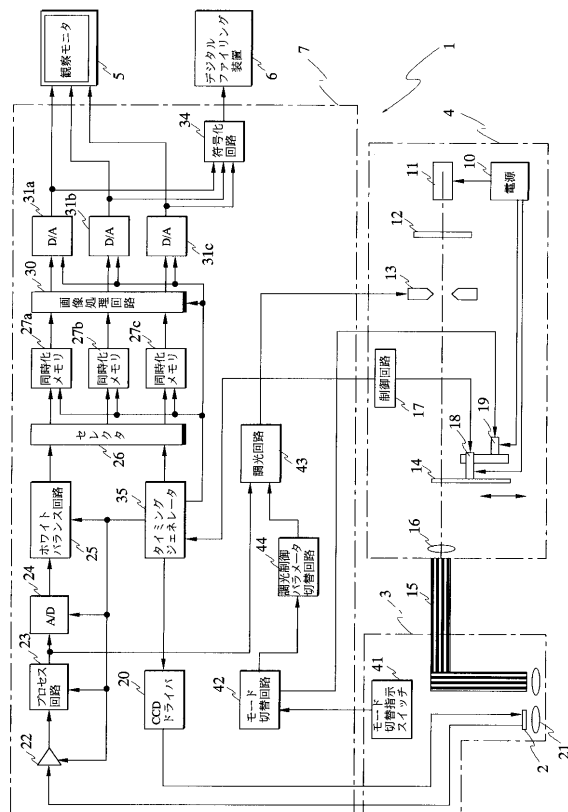 観察モニタ
5
デジタル
ファイリング
装置
6
7
1
34
符号化
回路
31a
D/A
31b
D/A
31c
D/A
30
画像処理回路
27a
同時化
メモリ
27b
同時化
メモリ
27c
同時化
メモリ
セレクタ
26
ホワイト
バランス回路
25
タイミング
ジェネレータ
35
24
A/D
23
プロセス
回路
22
20
CCD
ドライバ
調光回路
43
44
調光制御
パラメータ
切替回路
42
モード
切替回路
41
モード
切替指示
スイッチ
3
2
21
15
16
4
11
10
電源
12
13
制御回路
17
18
19
14